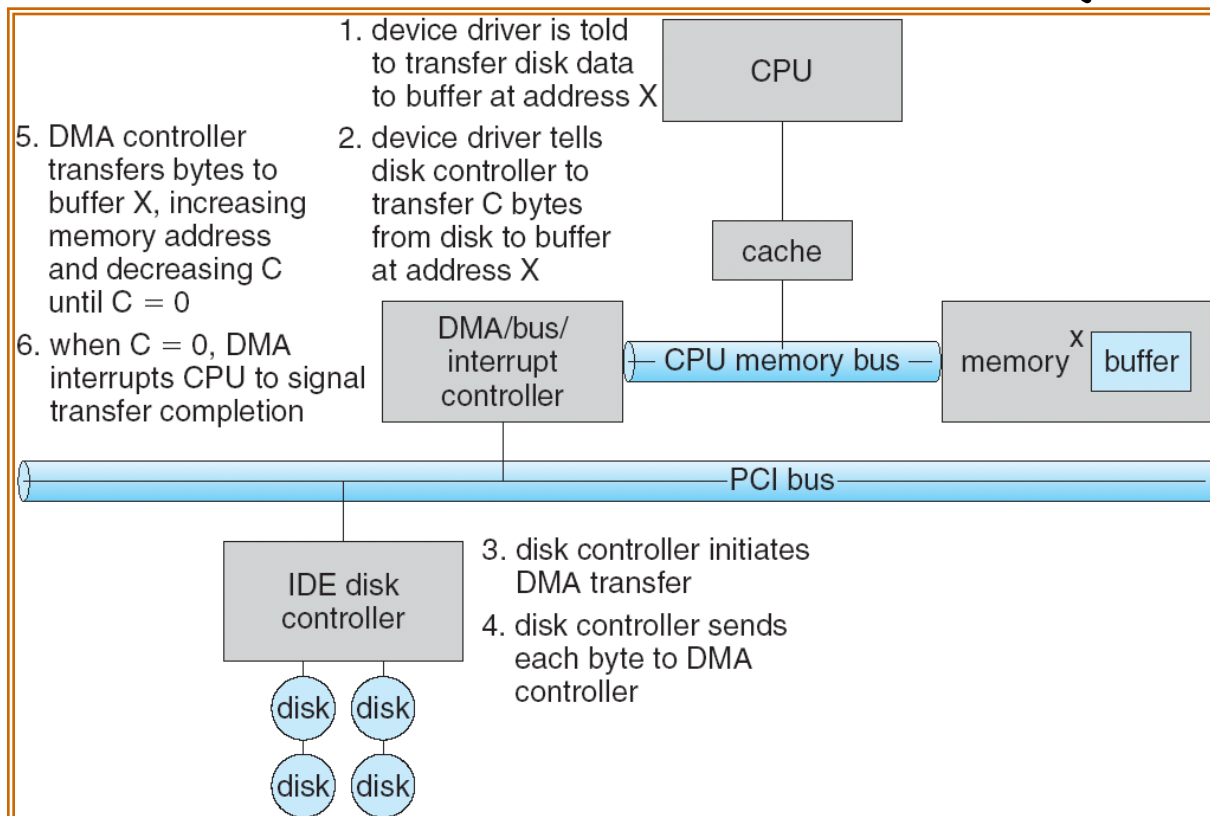 1. device driver is told
to transfer disk data
to buffer at address X
CPU
5. DMA controller
transfers bytes to
buffer X, increasing
memory address
and decreasing C
until C = 0
2. device driver tells
disk controller to
transfer C bytes
from disk to buffer
at address X
cache
6. when C = 0, DMA
interrupts CPU to signal
transfer completion
DMA/bus/
interrupt
controller
CPU memory bus
memory
x
buffer
PCI bus
IDE disk
controller
3. disk controller initiates
DMA transfer
4. disk controller sends
each byte to DMA
controller
disk
disk
disk
disk